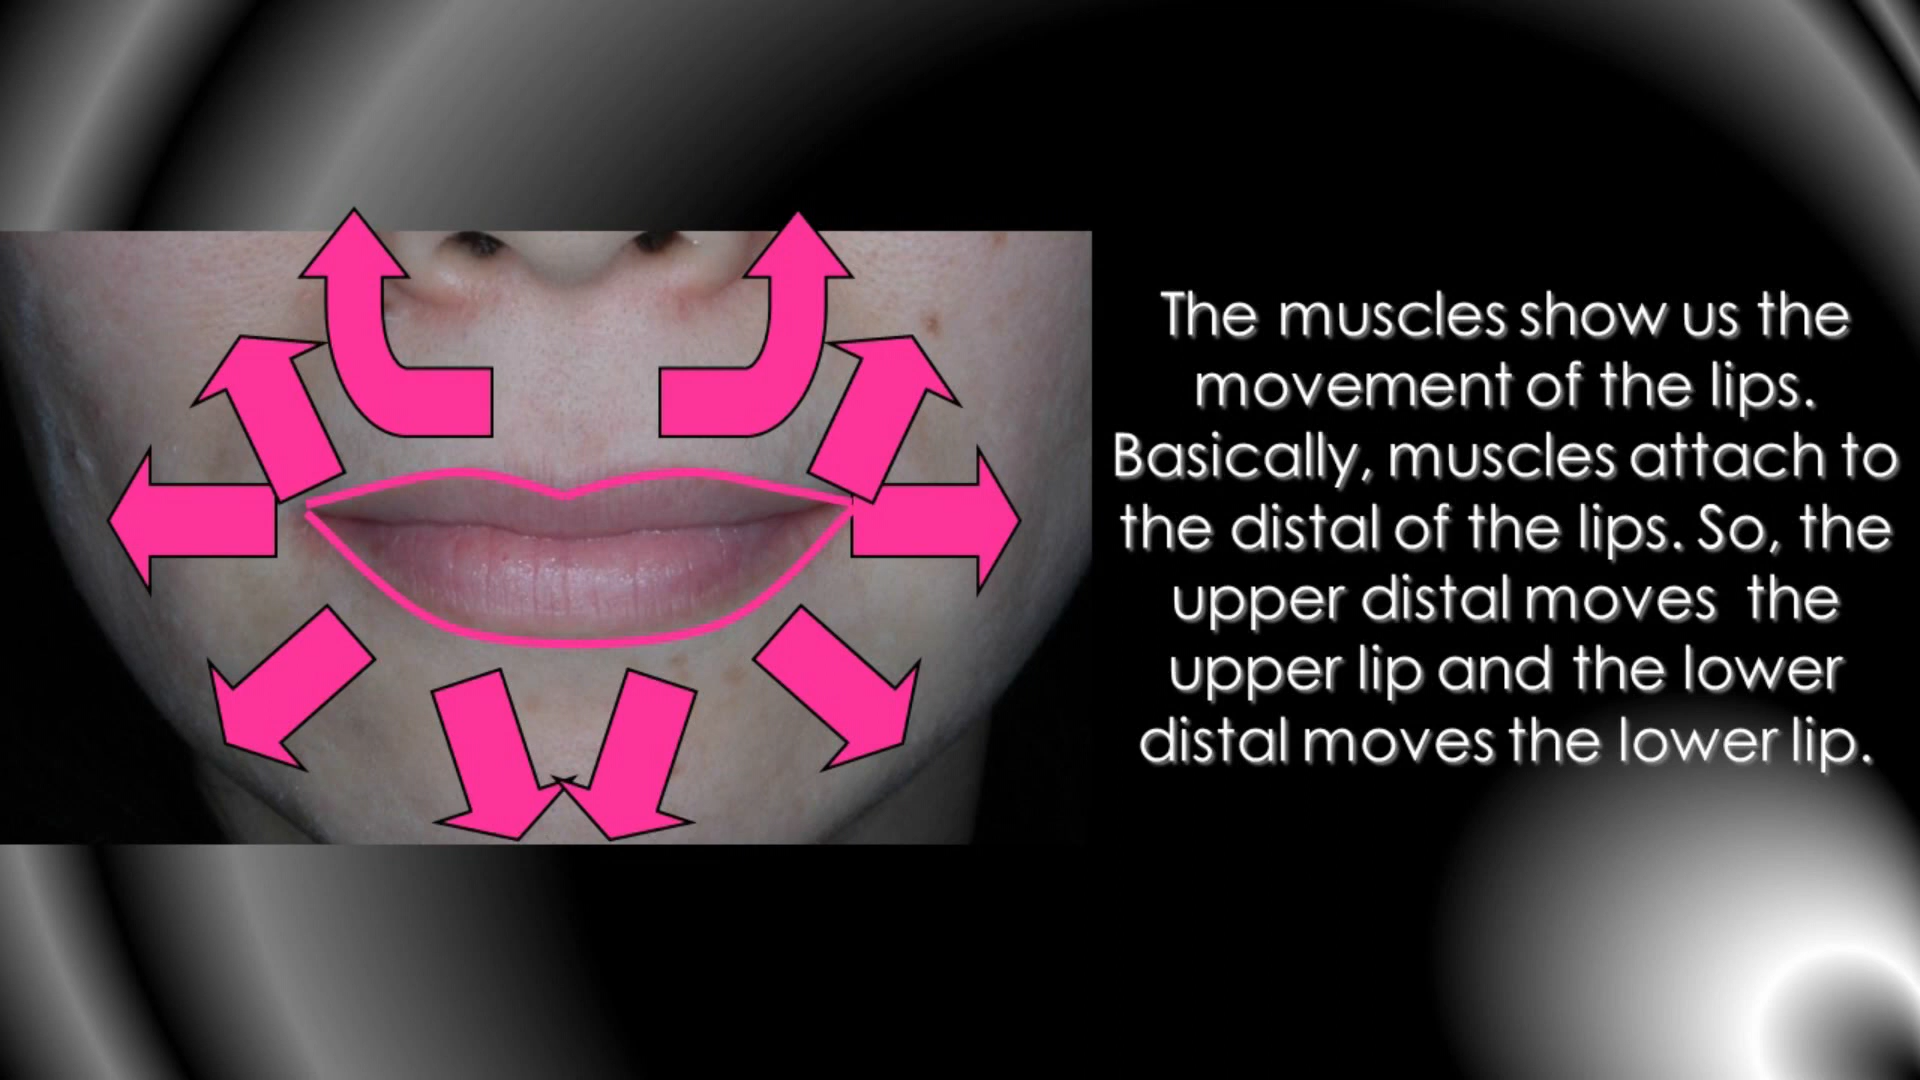 The muscles show us the
movement of the lips.
Basically, muscles attach to
the distal of the lips. So, the
upper distal moves the
upper lip and the lower
distal moves the lower lip.